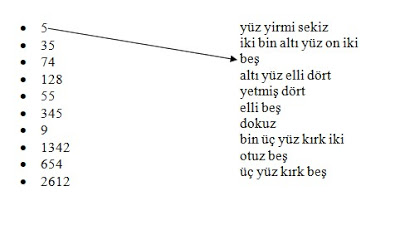 5
35
74
128
55
345
9
1342
654
2612
yüz yirmi sekiz
iki bin altı yüz on iki
beş
altı yüz elli dört
yetmiş dört
elli beş
dokuz
bin üç yüz kırk iki
otuz beş
üç yüz kırk beş